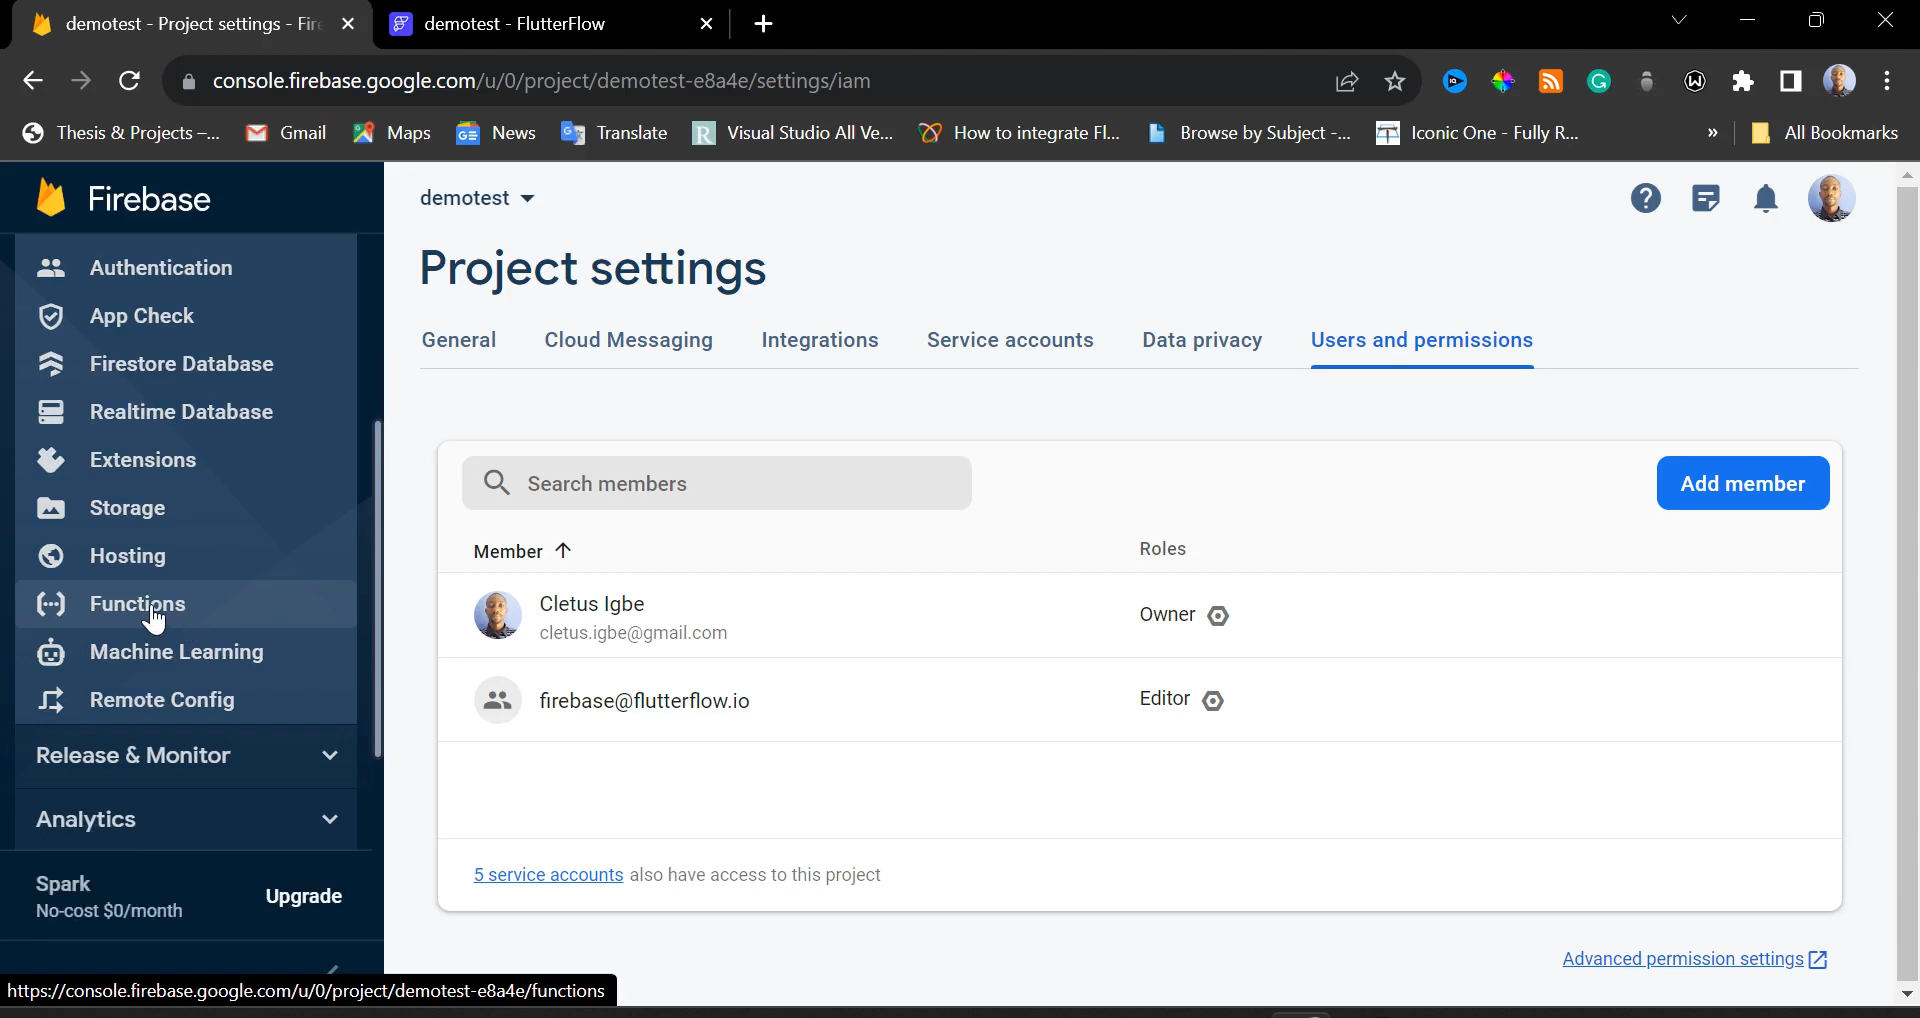 demotest - Project settings - Fire
demotest - FlutterFlow
console.firebase.google.com/u/0/project/demotest-e8a4e/settings/iam
Thesis & Projects –...
Gmail
Maps
News
Translate
Visual Studio All Ve...
How to integrate Fl...
Browse by Subject -...
Iconic One - Fully R...
»
All Bookmarks
Firebase
demotest
Project settings
General
Cloud Messaging
Integrations
Service accounts
Data privacy
Users and permissions
Authentication
App Check
Firestore Database
Realtime Database
Extensions
Storage
Hosting
Functions
Machine Learning
Remote Config
Release & Monitor
Analytics
Spark
No-cost $0/month
Upgrade
Search members
Add member
Member
Roles
Cletus Igbe
cletus.igbe@gmail.com
Owner
firebase@flutterflow.io
Editor
5 service accounts also have access to this project
Advanced permission settings
https://console.firebase.google.com/u/0/project/demotest-e8a4e/functions